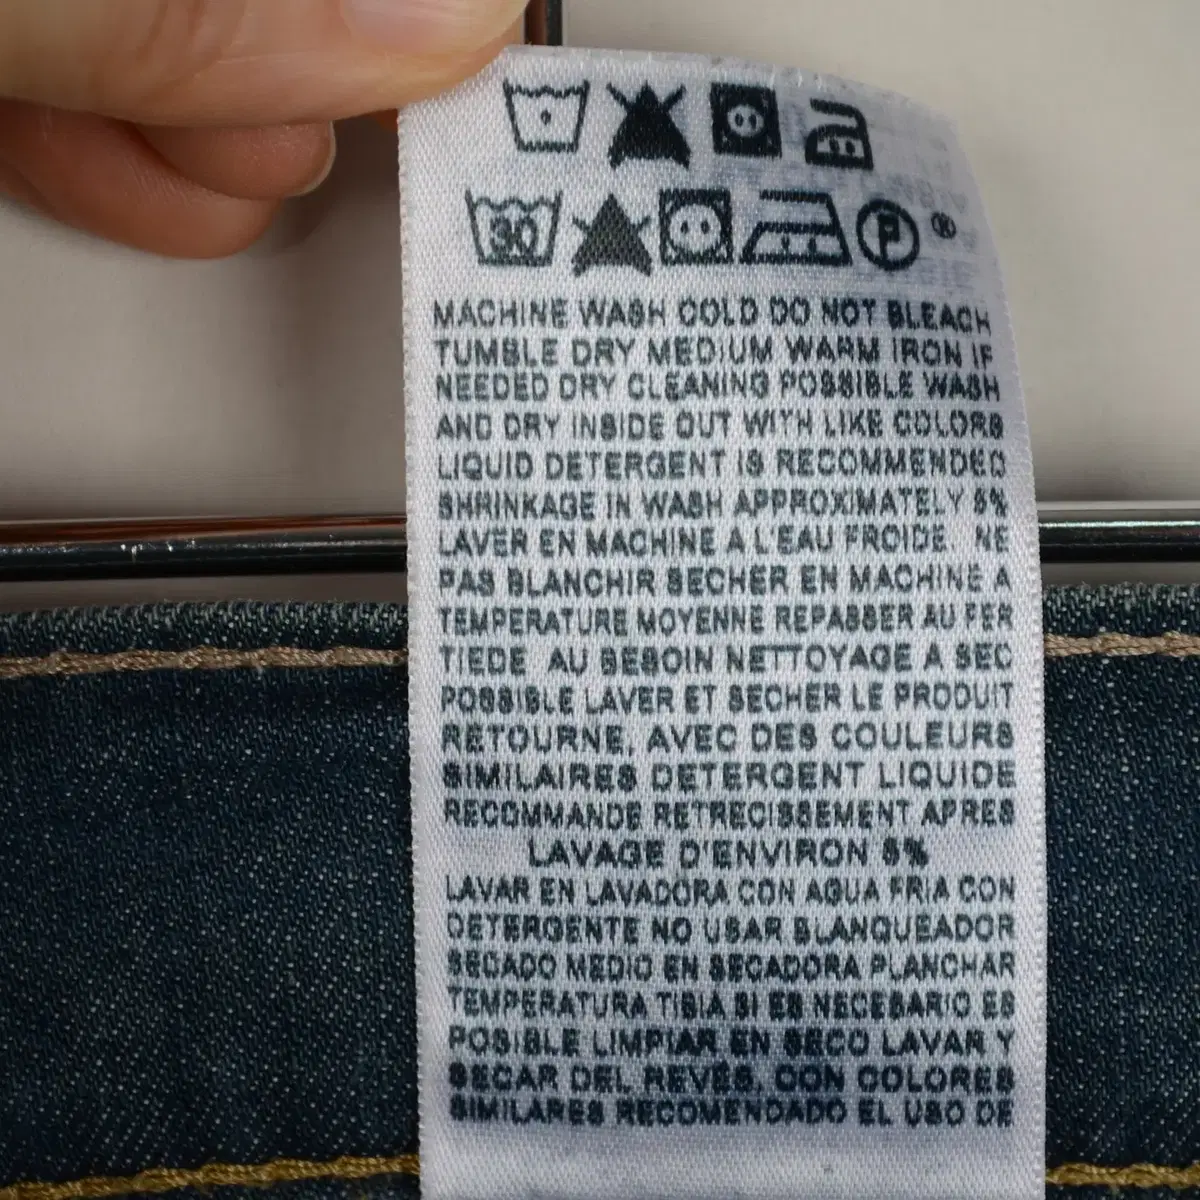 30 P ®
MACHINE WASH COLD DO NOT BLEACH
TUMBLE DRY MEDIUM WARM IRON IF
NEEDED DRY CLEANING POSSIBLE WASH
AND DRY INSIDE OUT WITH LIKE COLORS
LIQUID DETERGENT IS RECOMMENDED
SHRINKAGE IN WASH APPROXIMATELY
LAVER EN MACHINE A L'EAU FROIDE NE
PAS BLANCHIR SECHER EN MACHINE A
TEMPERATURE MOYENNE REPASSER AU FER
TIEDE AU BESOIN NETTOYAGE A SEC
POSSIBLE LAVER ET SECHER LE PRODUIT
RETOURNE, AVEC DES COULEURS
SIMILAIRES DETERGENT LIQUIDE
RECOMMANDE RETRECISSEMENT APRES
LAVAGE D'ENVIRON
LAVAR EN LAVADORA CON AGUA FRIA CON
DETERGENTE NO USAR BLANQUEADOR
SECADO MEDIO EN SECADORA PLANCHAR
TEMPERATURA TIBIA SI ES NECESARIO ES
POSIBLE LIMPIAR EN SECO LAVAR Y
SECAR DEL REVÉS, CON COLORES
SIMILARES RECOMENDADO EL USO DE